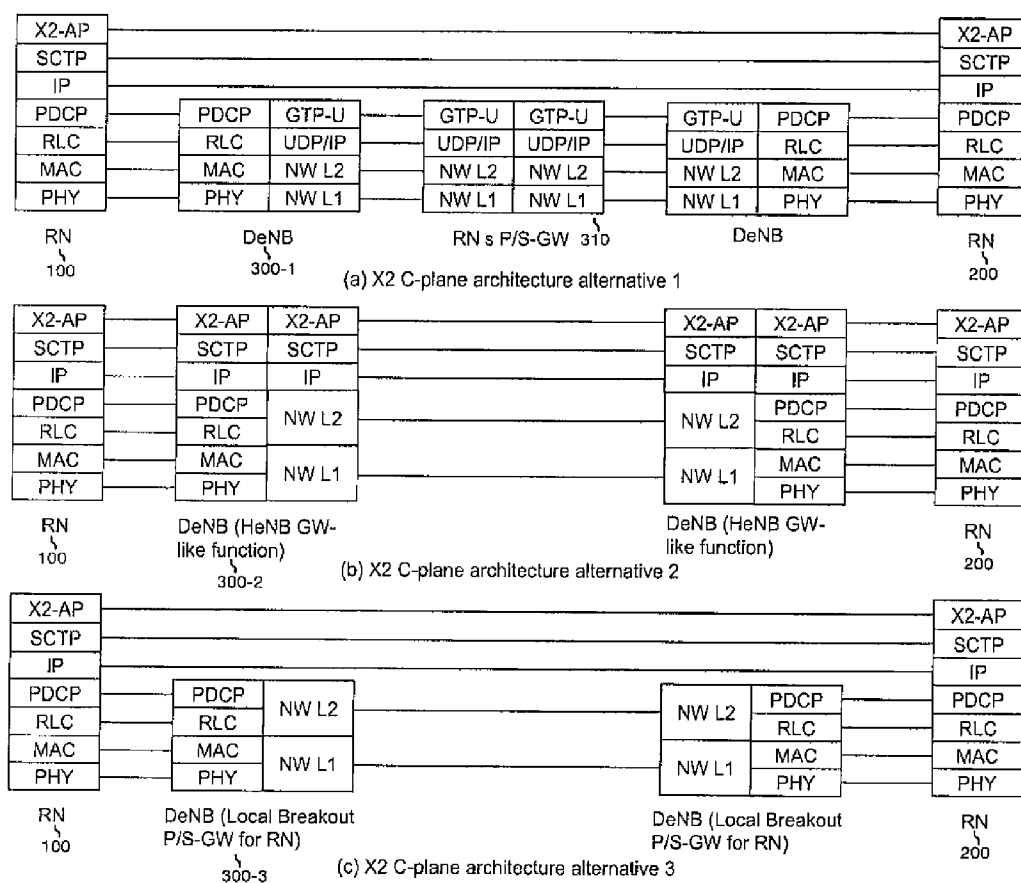 X2-AP X2-AP
SCTP SCTP
IP IP
PDCP PDCP GTP-U GTP-U GTP-U GTP-U PDCP PDCP
RLC RLC UDP/IP UDP/IP UDP/IP UDP/IP RLC RLC
MAC MAC NW L2 NW L2 NW L2 NW L2 MAC MAC
PHY PHY NW L1 NW L1 NW L1 NW L1 PHY PHY
RN DeNB RN s P/S-GW 310 DeNB RN
100 300-1 200
(a) X2 C-plane architecture alternative 1
X2-AP X2-AP X2-AP X2-AP X2-AP X2-AP
SCTP SCTP SCTP SCTP SCTP SCTP
IP IP IP IP IP IP
PDCP PDCP NW L2 NW L2 PDCP PDCP
RLC RLC RLC RLC
MAC MAC NW L1 NW L1 MAC MAC
PHY PHY PHY PHY
RN DeNB (HeNB GW- DeNB (HeNB GW- RN
100 like function) like function) 200
300-2 (b) X2 C-plane architecture alternative 2
X2-AP X2-AP
SCTP SCTP
IP IP
PDCP PDCP NW L2 NW L2 PDCP PDCP
RLC RLC RLC RLC
MAC MAC NW L1 NW L1 MAC MAC
PHY PHY PHY PHY
RN DeNB (Local Breakout DeNB (Local Breakout RN
100 P/S-GW for RN) P/S-GW for RN) 200
300-3 (c) X2 C-plane architecture alternative 3